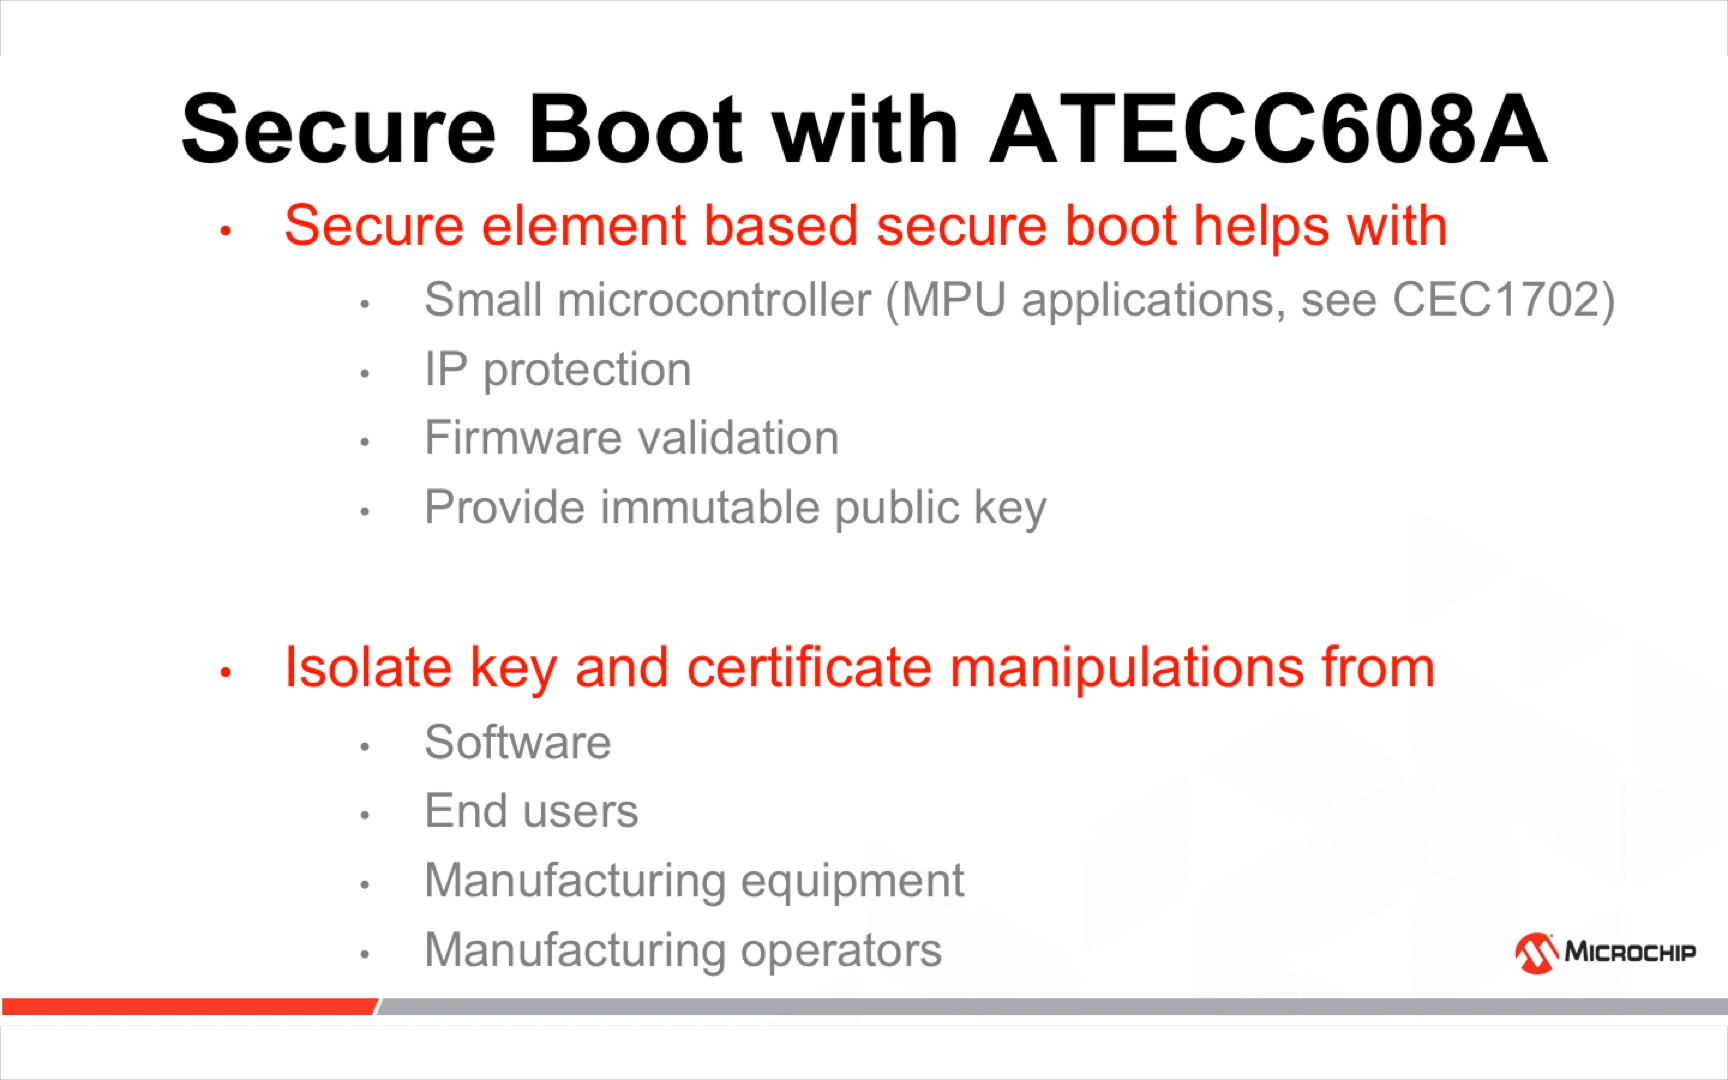 Secure Boot with ATECC608A
• Secure element based secure boot helps with
• Small microcontroller (MPU applications, see CEC1702)
• IP protection
• Firmware validation
• Provide immutable public key
• Isolate key and certificate manipulations from
• Software
• End users
• Manufacturing equipment
• Manufacturing operators
MICROCHIP